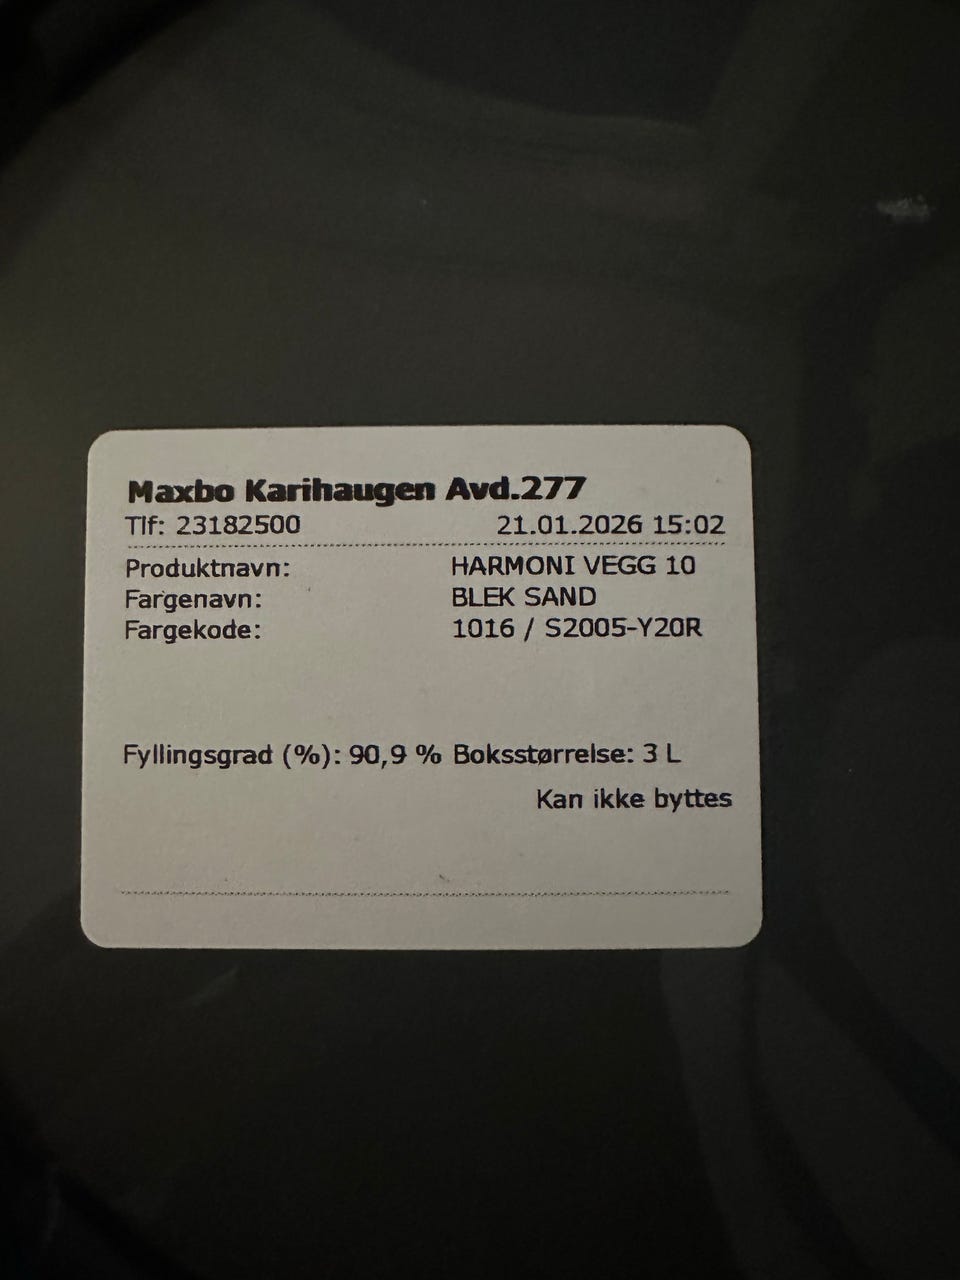 Maxbo Karihaugen Avd.277
Tlf: 23182500 21.01.2026 15:02
Produktnavn: HARMONI VEGG 10
Fargenavn: BLEK SAND
Fargekode: 1016 / S2005-Y20R
Fyllingsgrad (%): 90,9 % Boksstørrelse: 3 L
Kan ikke byttes